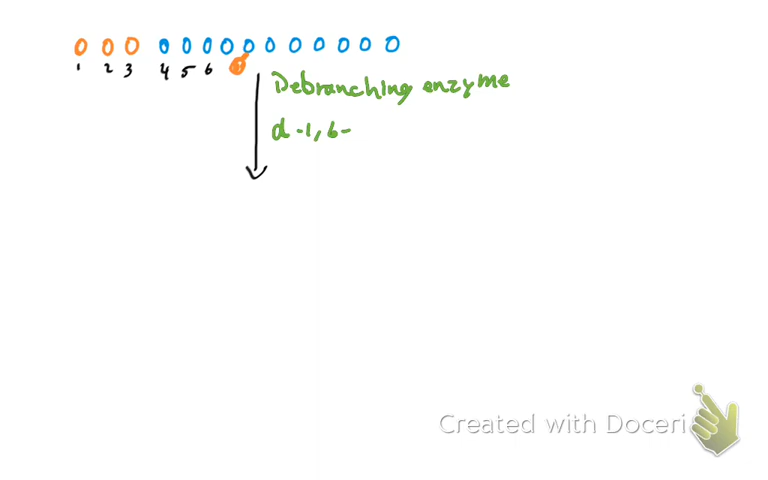 1 2 3 4 5 6
Debranching enzyme
α-1,6-
Created with Doceri